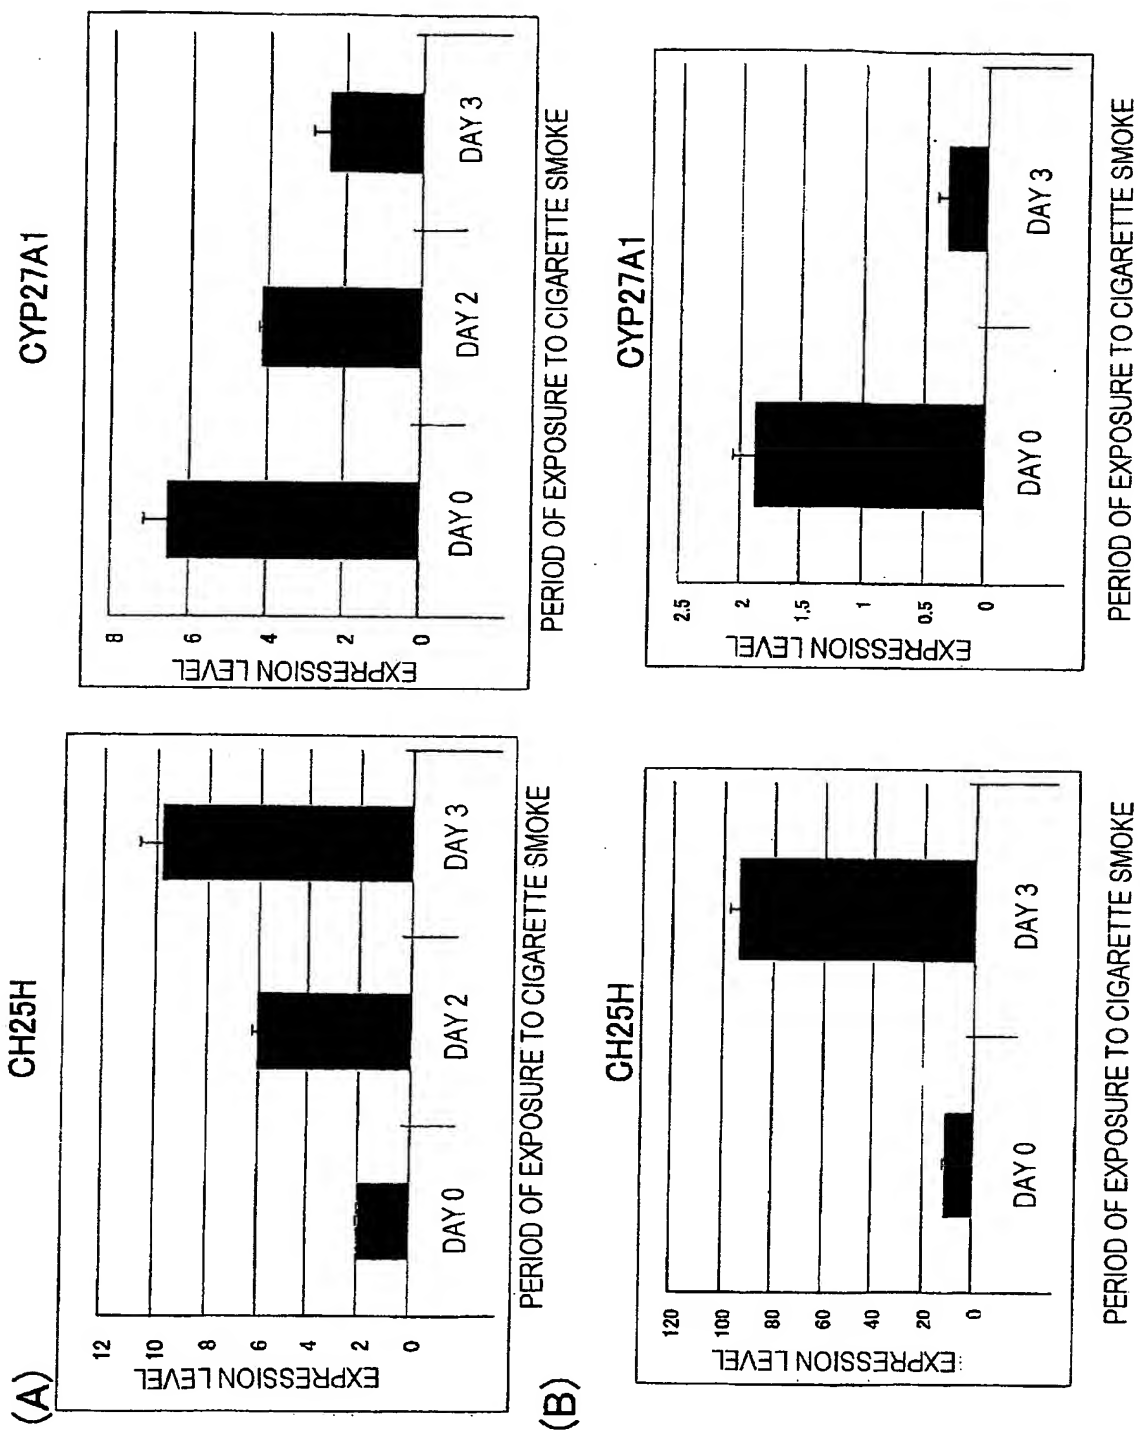 (A)
CH25H
EXPRESSION LEVEL
12
10
8
6
4
2
0
DAY 0
DAY 2
DAY 3
PERIOD OF EXPOSURE TO CIGARETTE SMOKE
CYP27A1
EXPRESSION LEVEL
8
6
4
2
0
DAY 0
DAY 2
DAY 3
PERIOD OF EXPOSURE TO CIGARETTE SMOKE
(B)
CH25H
EXPRESSION LEVEL
120
100
80
60
40
20
0
DAY 0
DAY 3
PERIOD OF EXPOSURE TO CIGARETTE SMOKE
CYP27A1
EXPRESSION LEVEL
2.5
2
1.5
1
0.5
0
DAY 0
DAY 3
PERIOD OF EXPOSURE TO CIGARETTE SMOKE